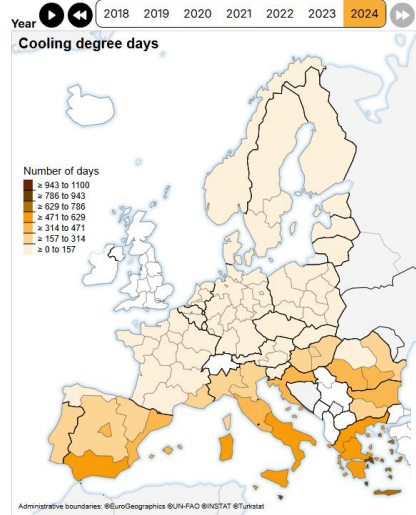 Year 2018 2019 2020 2021 2022 2023 2024
Cooling degree days
Number of days
≥ 943 to 1100
≥ 786 to 943
≥ 629 to 786
≥ 471 to 629
≥ 314 to 471
≥ 157 to 314
≥ 0 to 157
Administrative boundaries: ©EuroGeographics ©UN-FAO ©INSTAT ©Turkstat